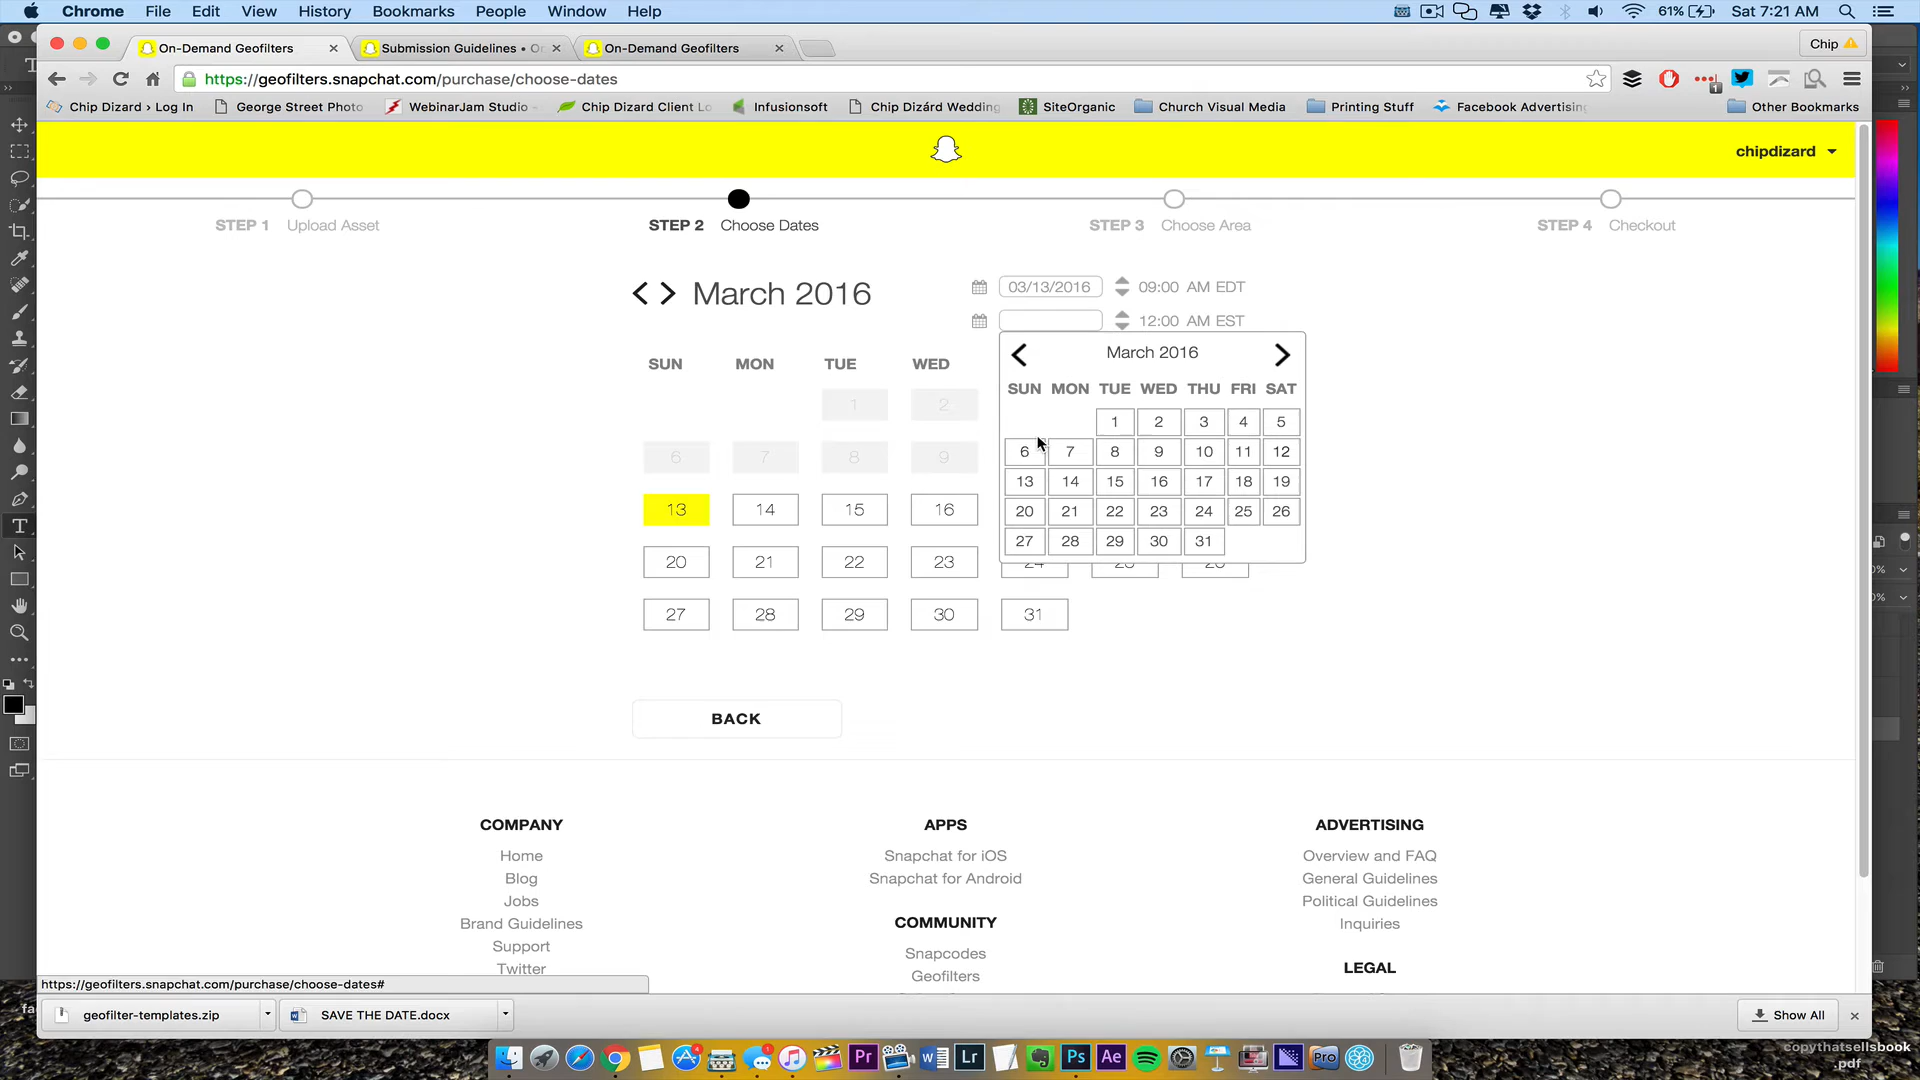 Chrome File Edit View History Bookmarks People Window Help 61% Sat 7:21 AM
On-Demand Geofilters Submission Guidelines • On On-Demand Geofilters Chip
https://geofilters.snapchat.com/purchase/choose-dates
Chip Dizard › Log In George Street Photo WebinarJam Studio - Chip Dizard Client Lo Infusionsoft Chip Dizárd Wedding SiteOrganic Church Visual Media Printing Stuff Facebook Advertising Other Bookmarks
chipdizard
STEP 1 Upload Asset STEP 2 Choose Dates STEP 3 Choose Area STEP 4 Checkout
March 2016 03/13/2016 09:00 AM EDT
12:00 AM EST
March 2016
SUN MON TUE WED
SUN MON TUE WED THU FRI SAT
1 2
1 2 3 4 5
6 7 8 9
6 7 8 9 10 11 12
13 14 15 16
13 14 15 16 17 18 19
20 21 22 23 24 25 26
27 28 29 30 31
20 21 22 23 24
27 28 29 30 31
BACK
COMPANY
Home
Blog
Jobs
Brand Guidelines
Support
Twitter
APPS
Snapchat for iOS
Snapchat for Android
COMMUNITY
Snapcodes
Geofilters
ADVERTISING
Overview and FAQ
General Guidelines
Political Guidelines
Inquiries
LEGAL
https://geofilters.snapchat.com/purchase/choose-dates#
geofilter-templates.zip SAVE THE DATE.docx Show All
Pr Lr Ps Ae Pro
copythatsellsbook
.pdf